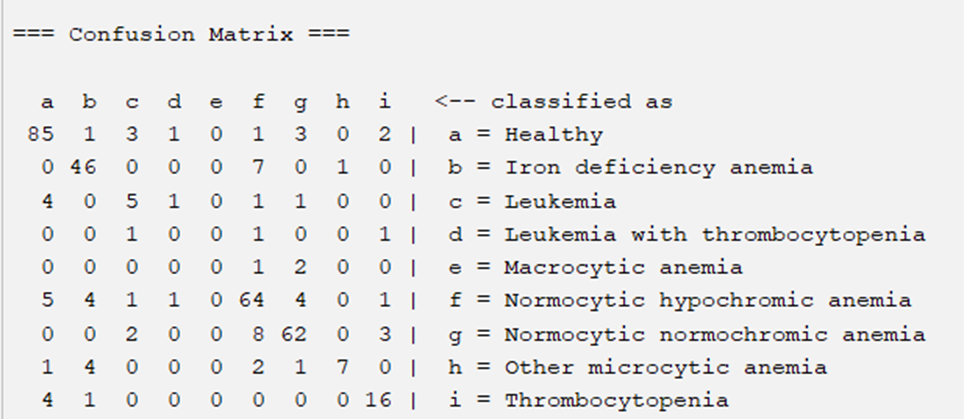 === Confusion Matrix ===
a b c d e f g h i <-- classified as
85 1 3 1 0 1 3 0 2 | a = Healthy
0 46 0 0 0 7 0 1 0 | b = Iron deficiency anemia
4 0 5 1 0 1 1 0 0 | c = Leukemia
0 0 1 0 0 1 0 0 1 | d = Leukemia with thrombocytopenia
0 0 0 0 0 1 2 0 0 | e = Macrocytic anemia
5 4 1 1 0 64 4 0 1 | f = Normocytic hypochromic anemia
0 0 2 0 0 8 62 0 3 | g = Normocytic normochromic anemia
1 4 0 0 0 2 1 7 0 | h = Other microcytic anemia
4 1 0 0 0 0 0 0 16 | i = Thrombocytopenia